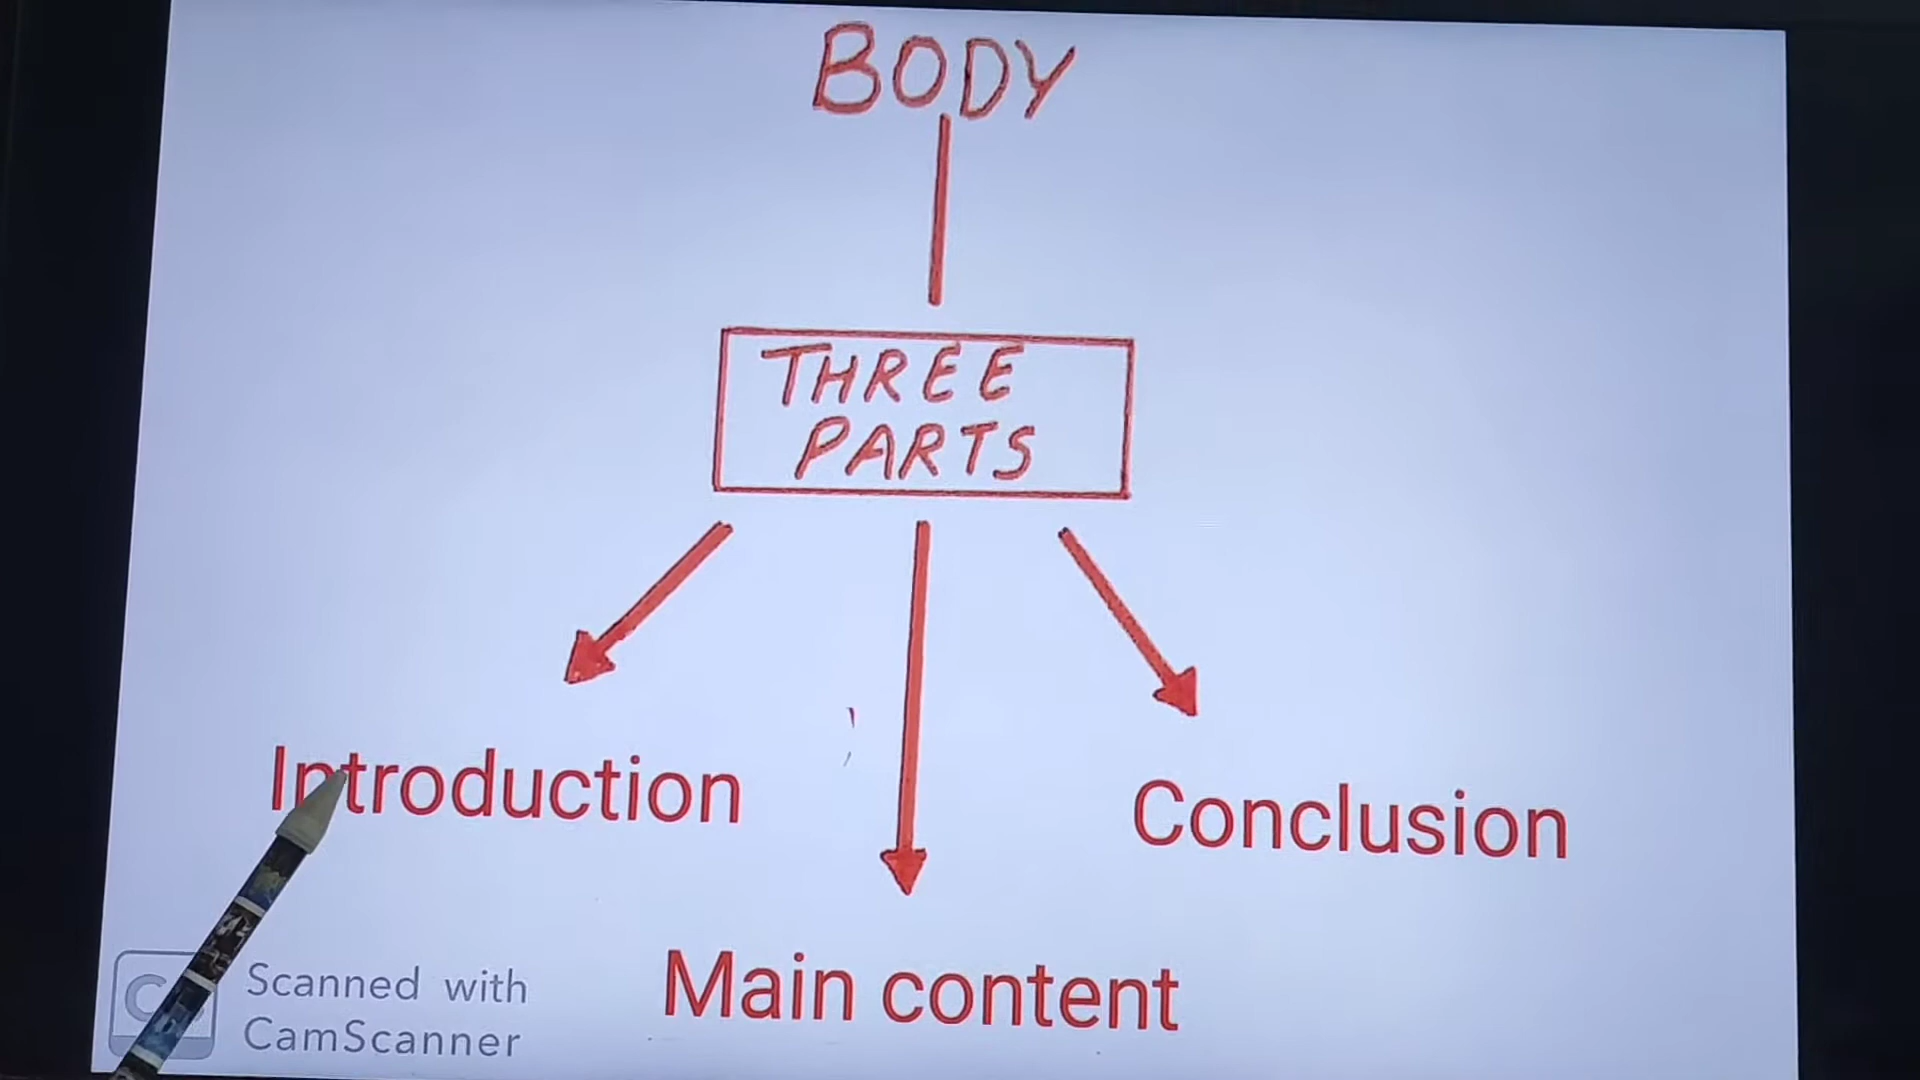 BODY
THREE
PARTS
Introduction
Conclusion
Main content
Scanned with
CamScanner